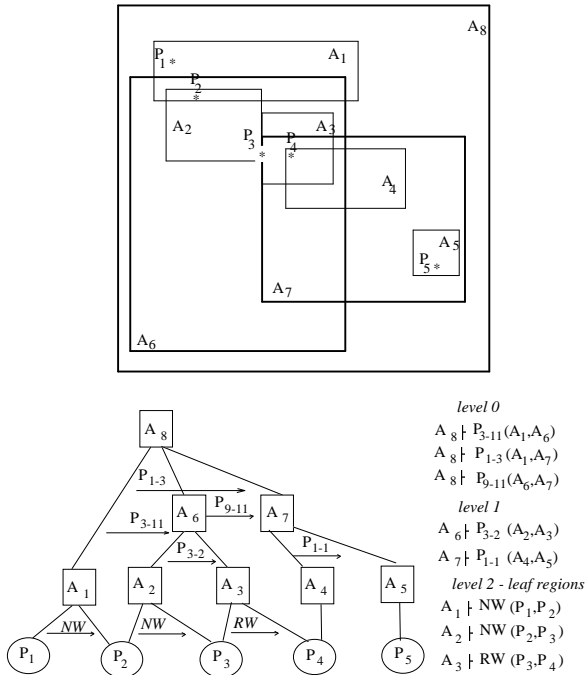 A8
P1 *
A1
P2
*
A2
P3
*
A3
P4
*
A4
A5
P5 *
A7
A6
A8
P1-3
A6
P9-11
A7
P3-11
P3-2
P1-1
A1
A2
A3
A4
A5
NW
NW
RW
P1
P2
P3
P4
P5
level 0
A8 ⊦ P3-11(A1,A6)
A8 ⊦ P1-3(A1,A7)
A8 ⊦ P9-11(A6,A7)
level 1
A6 ⊦ P3-2(A2,A3)
A7 ⊦ P1-1(A4,A5)
level 2 - leaf regions
A1 ⊦ NW (P1,P2)
A2 ⊦ NW (P2,P3)
A3 ⊦ RW (P3,P4)